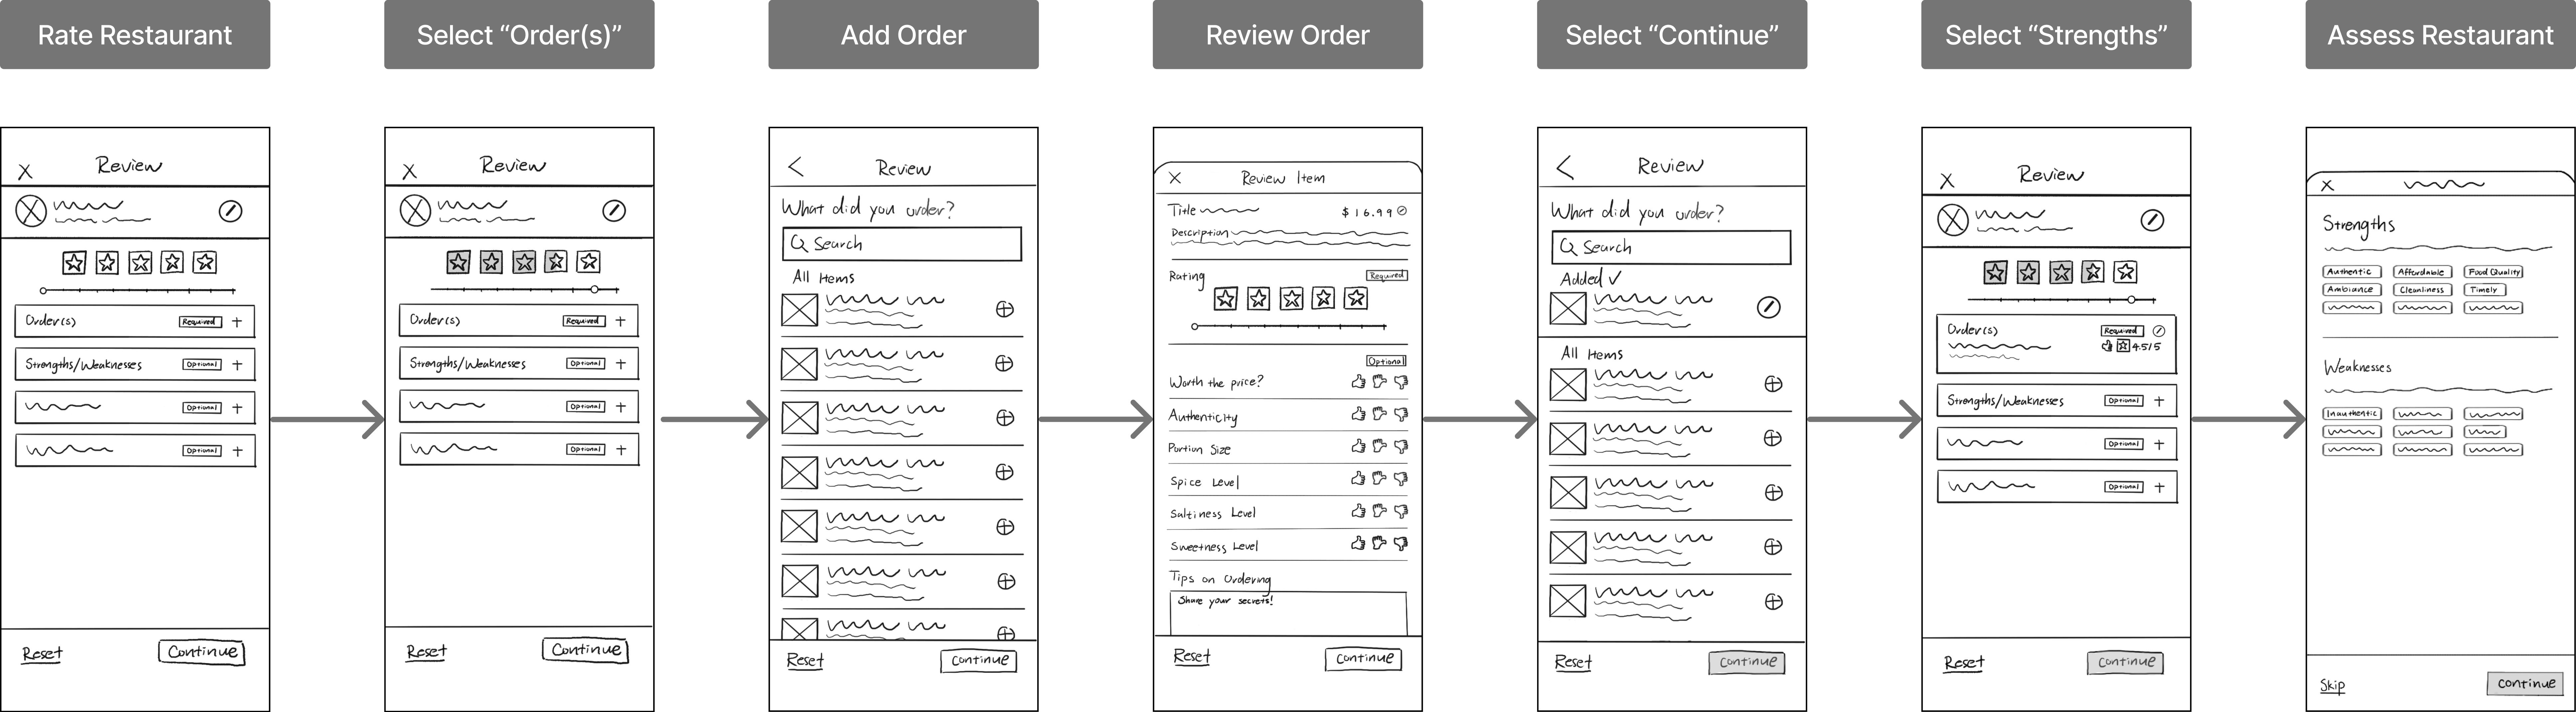 Rate Restaurant
Select “Order(s)”
Add Order
Review Order
Select “Continue”
Select “Strengths”
Assess Restaurant
X Review
Order(s) Required +
Strengths/Weaknesses Optional +
Optional +
Optional +
Reset Continue
X Review
Order(s) Required +
Strengths/Weaknesses Optional +
Optional +
Optional +
Reset Continue
< Review
What did you order?
Search
All Items
Reset Continue
X Review Item
Title $16.99
Description
Rating Required
Optional
Worth the price?
Authenticity
Portion Size
Spice Level
Saltiness Level
Sweetness Level
Tips on Ordering
Share your secrets!
Reset Continue
< Review
What did you order?
Search
Added ✓
All Items
Reset Continue
X Review
Order(s) Required
4.5/5
Strengths/Weaknesses Optional +
Optional +
Optional +
Reset Continue
X
Strengths
Authentic Affordable Food Quality
Ambiance Cleanliness Timely
Weaknesses
Inauthentic
Skip Continue